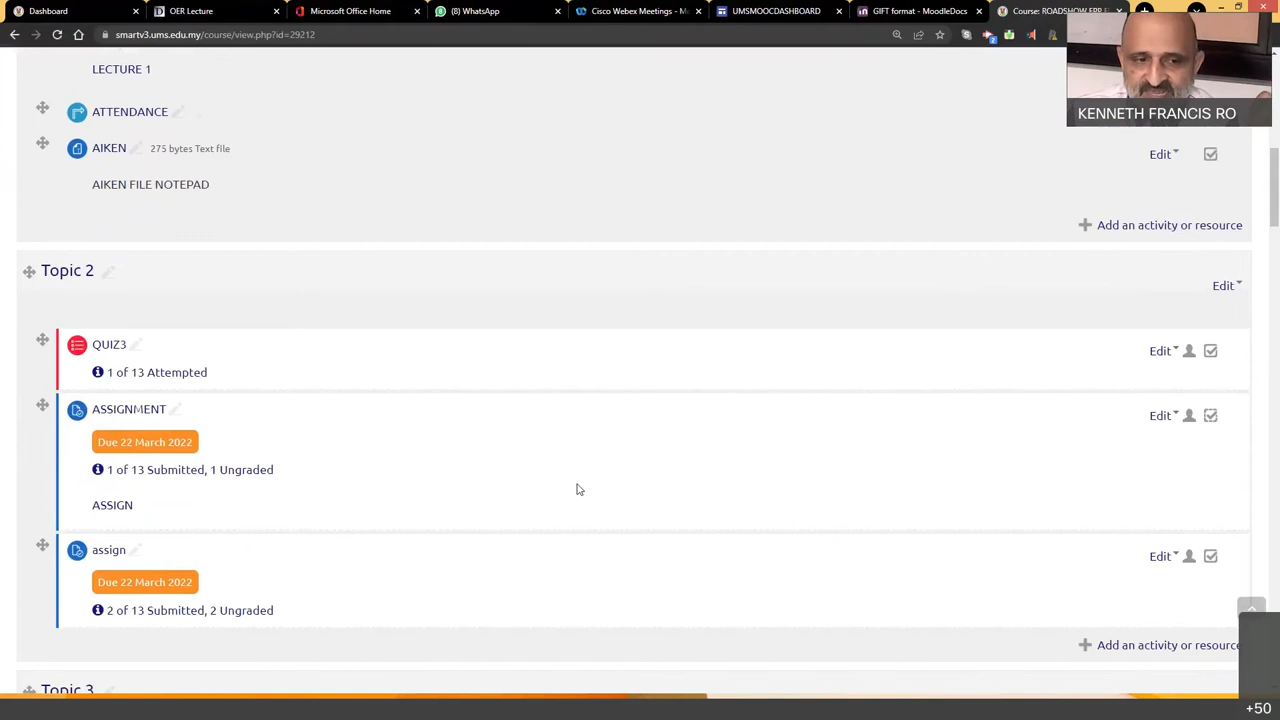 Dashboard
OER Lecture
Microsoft Office Home
(8) WhatsApp
Cisco Webex Meetings - M
UMSMOOCDASHBOARD
GIFT format - MoodleDocs
Course: ROADSHOW FPP F
smartv3.ums.edu.my/course/view.php?id=29212
KENNETH FRANCIS RO
LECTURE 1
ATTENDANCE
AIKEN 275 bytes Text file
Edit
AIKEN FILE NOTEPAD
Add an activity or resource
Topic 2
Edit
QUIZ3
Edit
1 of 13 Attempted
ASSIGNMENT
Edit
Due 22 March 2022
1 of 13 Submitted, 1 Ungraded
ASSIGN
assign
Edit
Due 22 March 2022
2 of 13 Submitted, 2 Ungraded
Add an activity or resource
Topic 3
+50